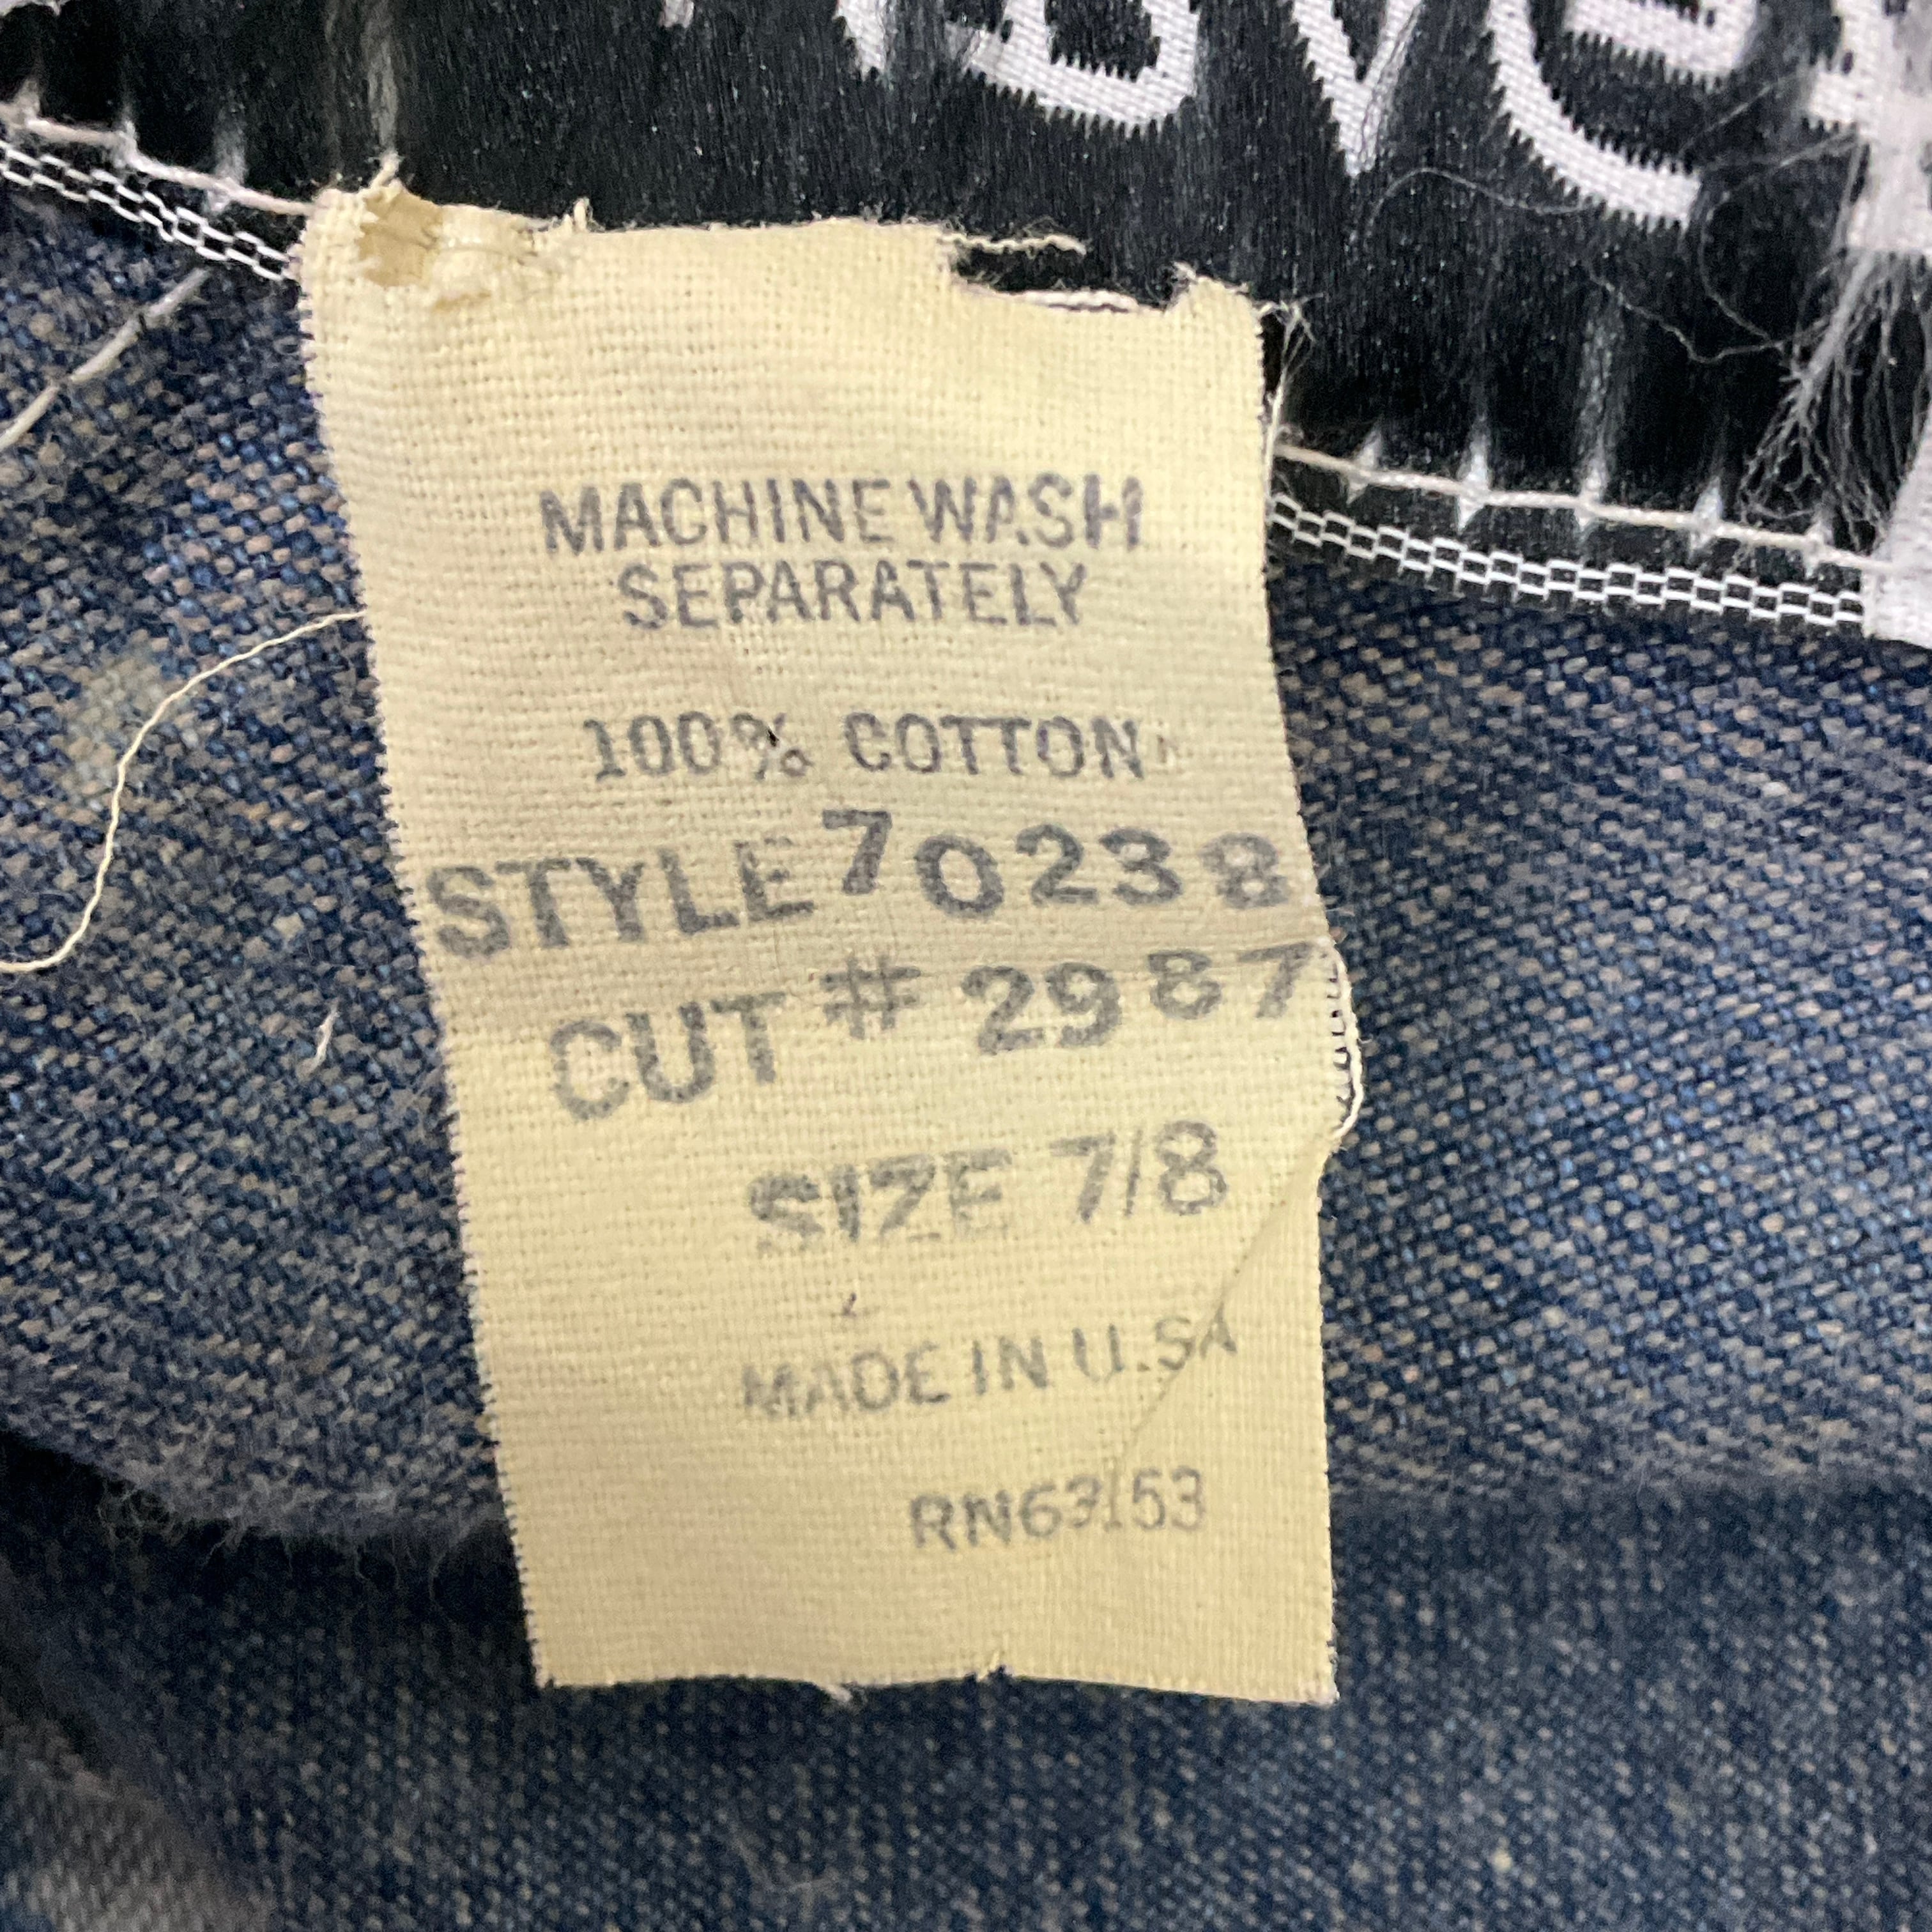 MACHINE WASH
SEPARATELY
100% COTTON
STYLE 70238
CUT # 2987
SIZE 7/8
MADE IN U.S.A
RN63153